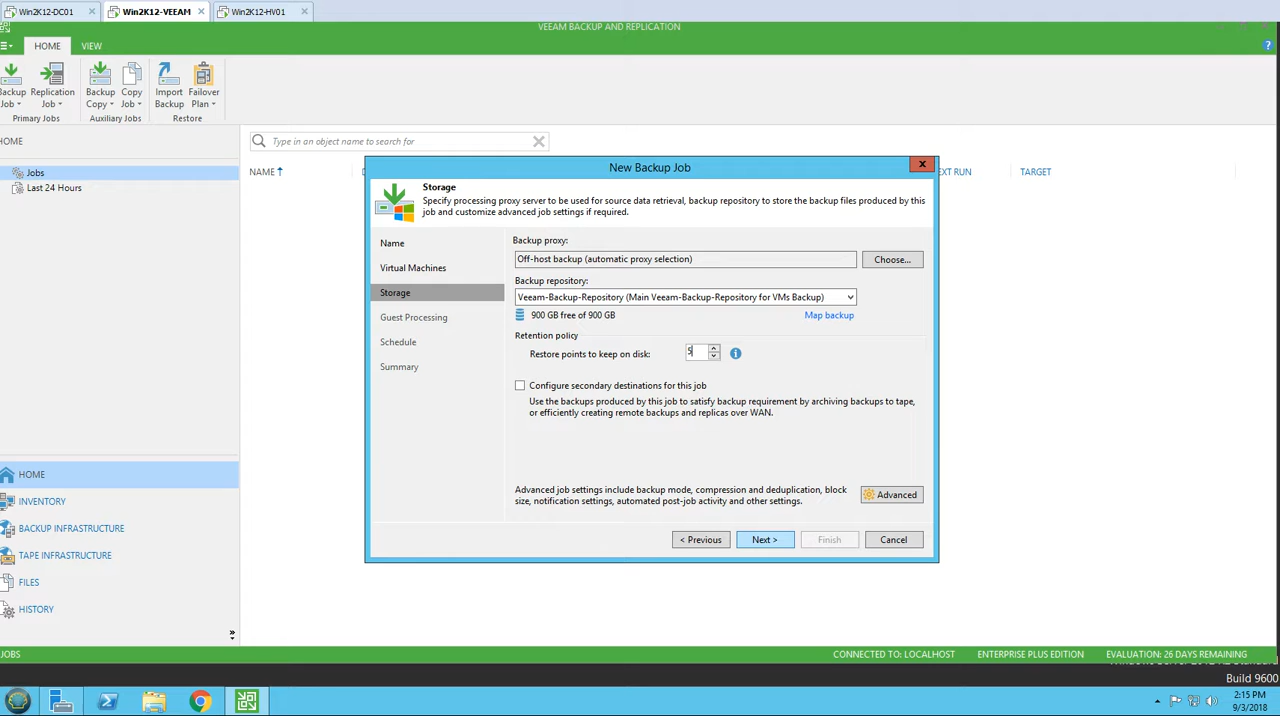 Win2K12-DC01
Win2K12-VEEAM
Win2K12-HV01
VEEAM BACKUP AND REPLICATION
HOME
VIEW
Backup Job
Replication Job
Backup Copy
Copy Job
Import Backup
Failover Plan
Primary Jobs
Auxiliary Jobs
Restore
HOME
Type in an object name to search for
Jobs
Last 24 Hours
NAME
EXT RUN
TARGET
New Backup Job
Storage
Specify processing proxy server to be used for source data retrieval, backup repository to store the backup files produced by this
job and customize advanced job settings if required.
Name
Virtual Machines
Storage
Guest Processing
Schedule
Summary
Backup proxy:
Off-host backup (automatic proxy selection)
Choose...
Backup repository:
Veeam-Backup-Repository (Main Veeam-Backup-Repository for VMs Backup)
900 GB free of 900 GB
Map backup
Retention policy
Restore points to keep on disk:
5
Configure secondary destinations for this job
Use the backups produced by this job to satisfy backup requirement by archiving backups to tape,
or efficiently creating remote backups and replicas over WAN.
Advanced job settings include backup mode, compression and deduplication, block
size, notification settings, automated post-job activity and other settings.
Advanced
< Previous
Next >
Finish
Cancel
HOME
INVENTORY
BACKUP INFRASTRUCTURE
TAPE INFRASTRUCTURE
FILES
HISTORY
JOBS
CONNECTED TO: LOCALHOST
ENTERPRISE PLUS EDITION
EVALUATION: 26 DAYS REMAINING
Build 9600
2:15 PM
9/3/2018